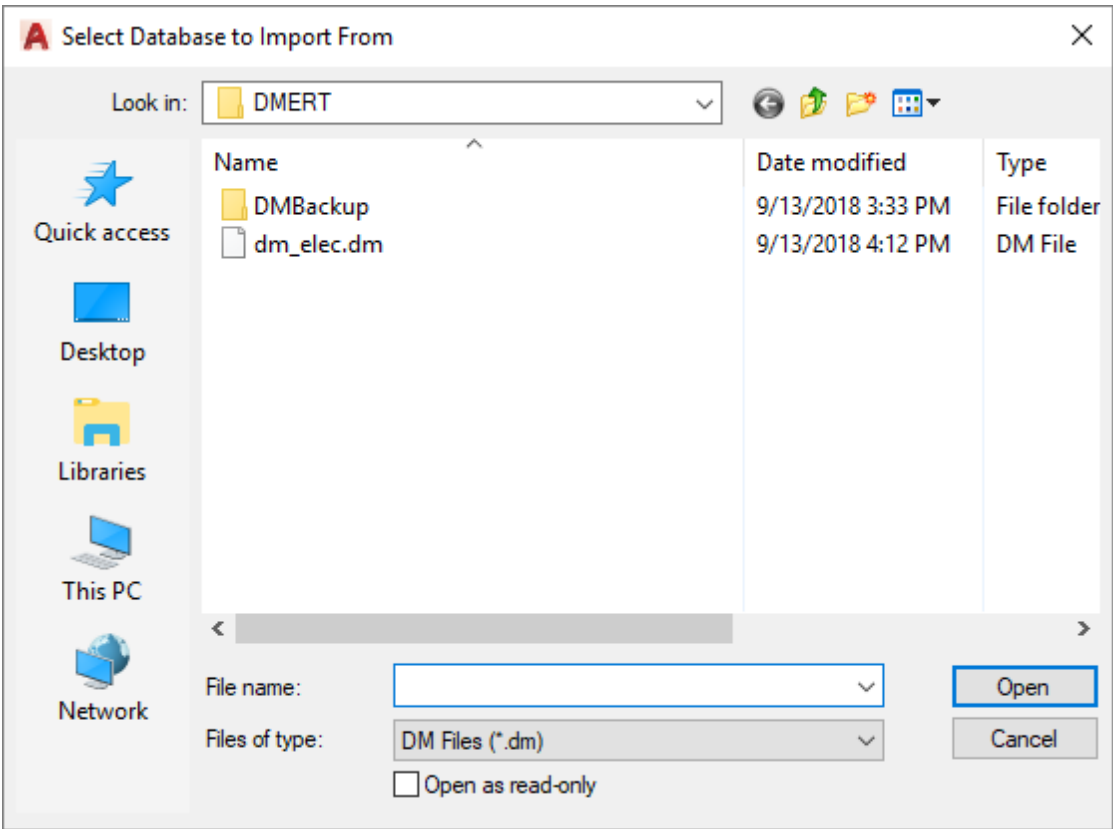 Select Database to Import From
Look in: DMERT
Name Date modified Type
DMBackup 9/13/2018 3:33 PM File folder
dm_elec.dm 9/13/2018 4:12 PM DM File
Quick access
Desktop
Libraries
This PC
Network
File name: Open
Files of type: DM Files (*.dm) Cancel
Open as read-only